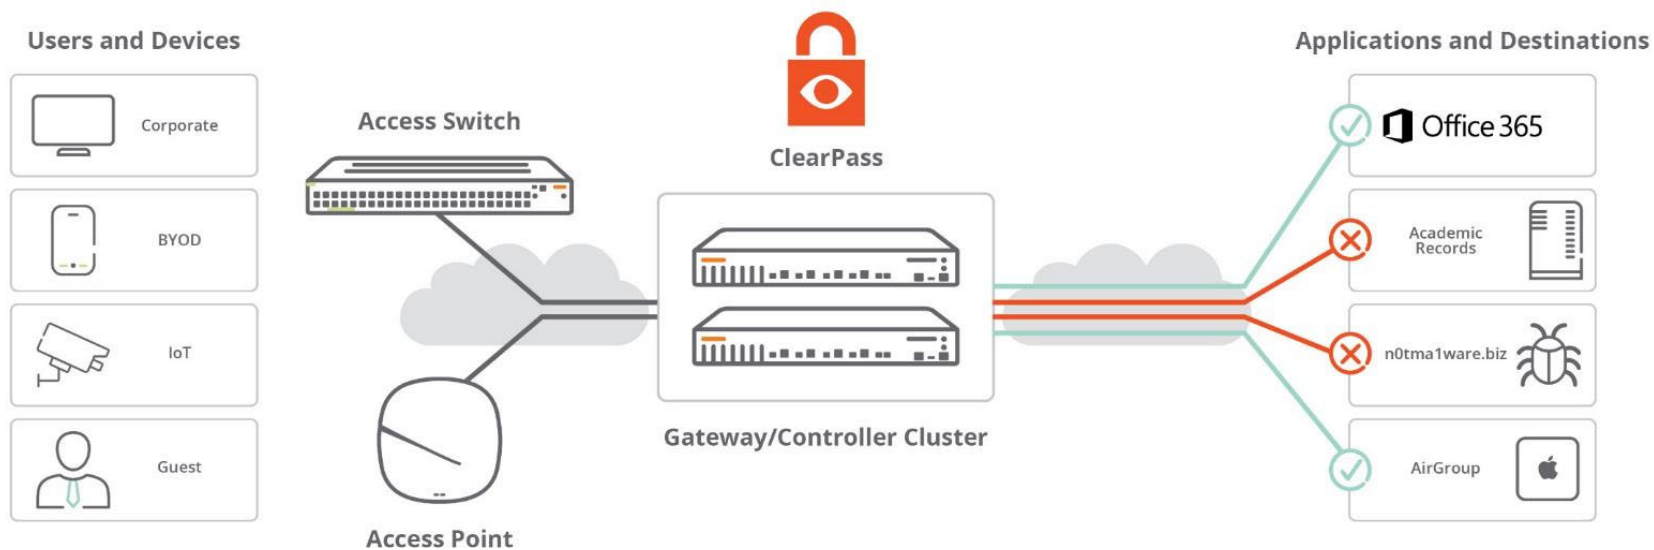 Users and Devices
Corporate
BYOD
IoT
Guest
Access Switch
Access Point
ClearPass
Gateway/Controller Cluster
Applications and Destinations
Office 365
Academic
Records
n0tma1ware.biz
AirGroup